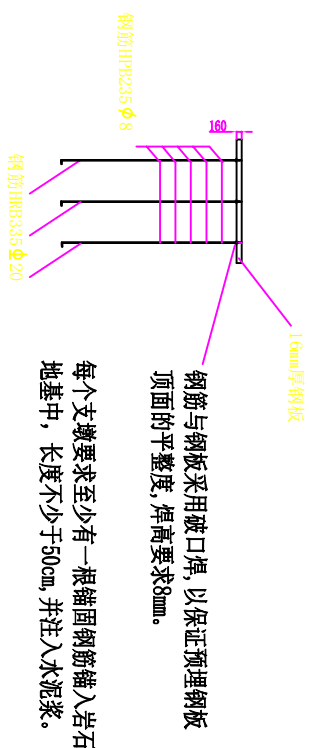 钢筋HPB235ϕ8
160
钢筋HRB335ϕ20
16mm厚钢板
钢筋与钢板采用破口焊,以保证预埋钢板
顶面的平整度,焊高要求8mm。
每个支墩要求至少有一根锚固钢筋锚入岩石
地基中，长度不少于50cm,并注入水泥浆。